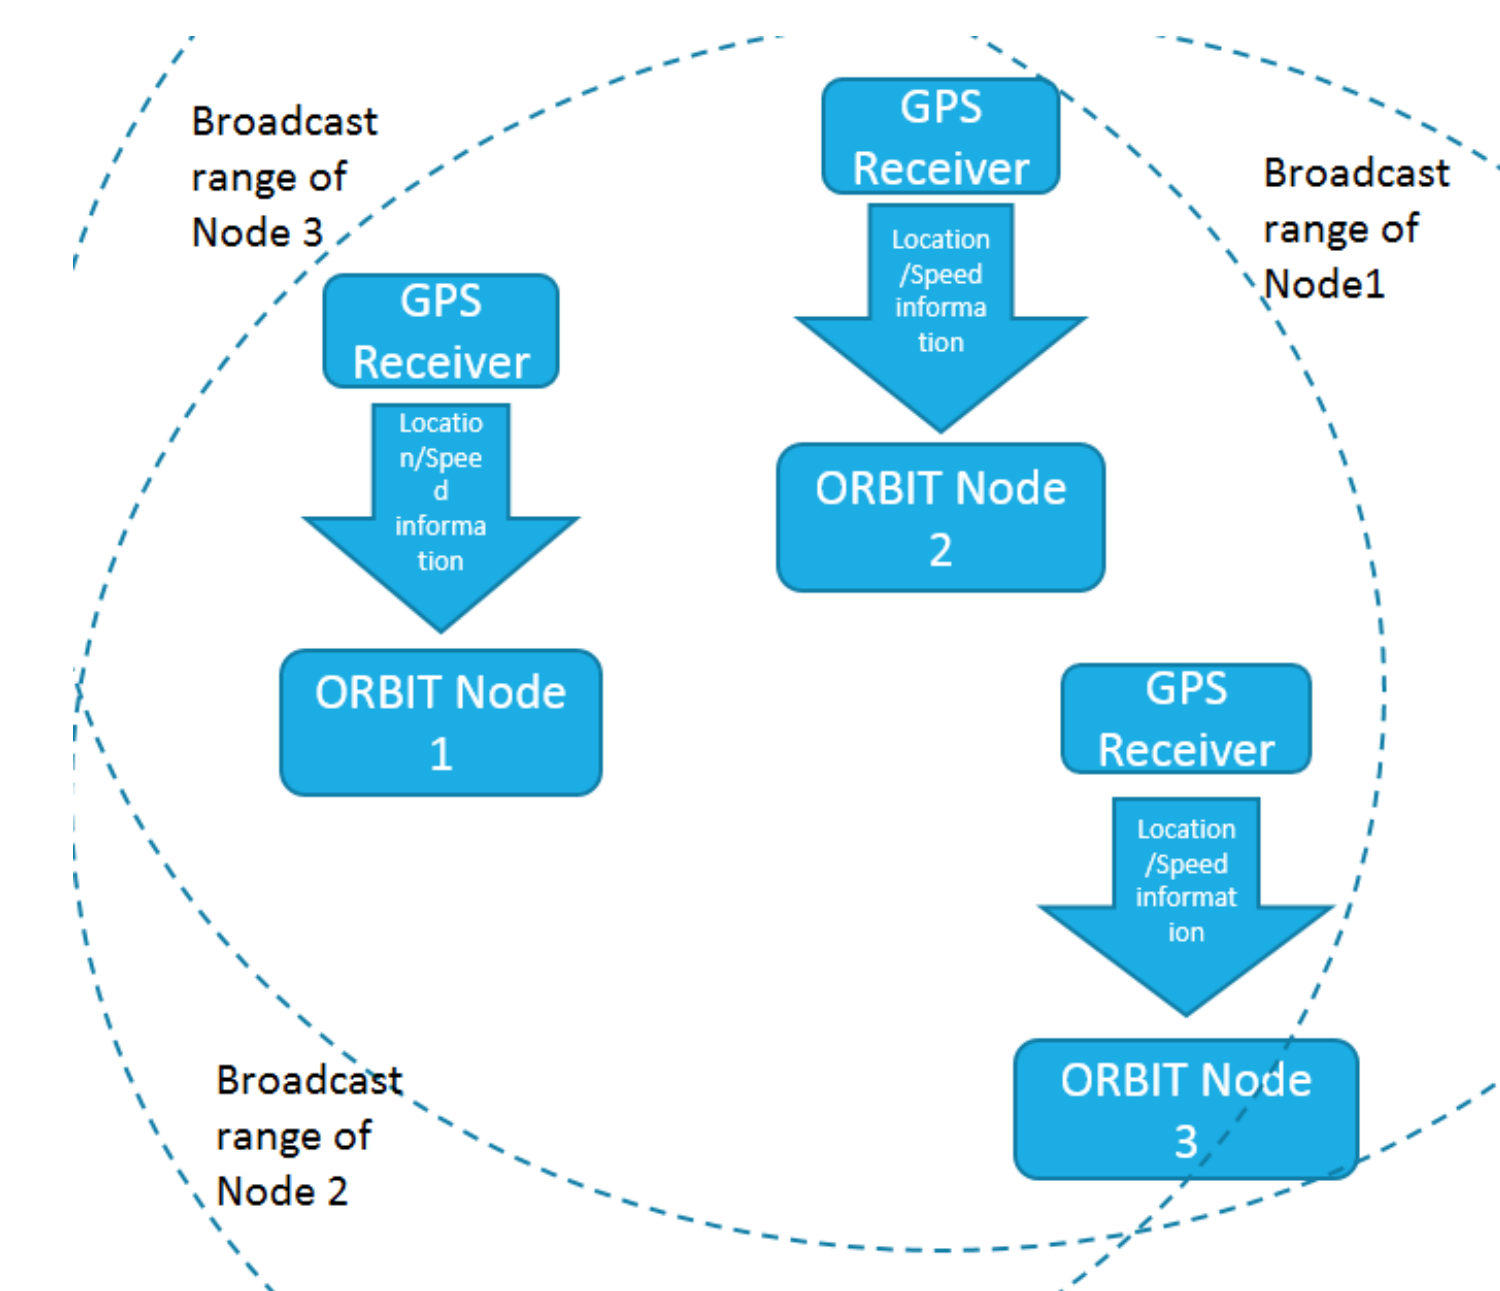 Broadcast
range of
Node 3
GPS
Receiver
Locatio
n/Spee
d
informa
tion
ORBIT Node
1
GPS
Receiver
Location
/Speed
informa
tion
ORBIT Node
2
Broadcast
range of
Node1
GPS
Receiver
Location
/Speed
informat
ion
ORBIT Node
3
Broadcast
range of
Node 2